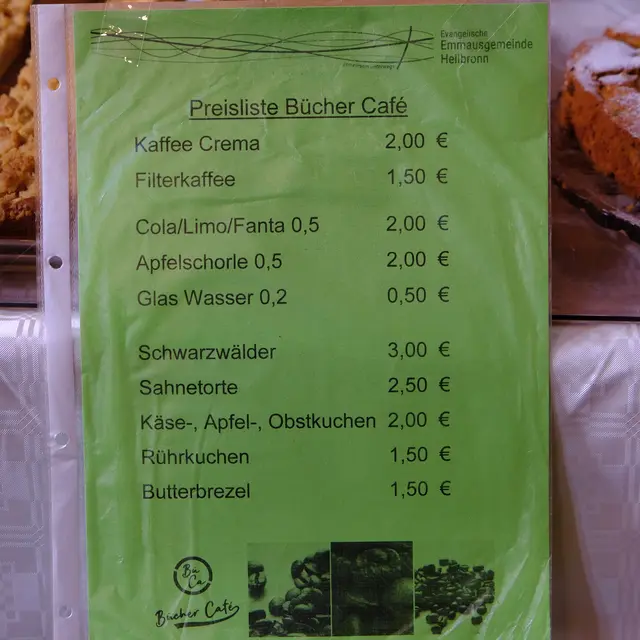 Evangelische
Emmausgemeinde
Heilbronn
Preisliste Bücher Café
Kaffee Crema 2,00 €
Filterkaffee 1,50 €
Cola/Limo/Fanta 0,5 2,00 €
Apfelschorle 0,5 2,00 €
Glas Wasser 0,2 0,50 €
Schwarzwälder 3,00 €
Sahnetorte 2,50 €
Käse-, Apfel-, Obstkuchen 2,00 €
Rührkuchen 1,50 €
Butterbrezel 1,50 €
Bü
Ca
Bücher Café